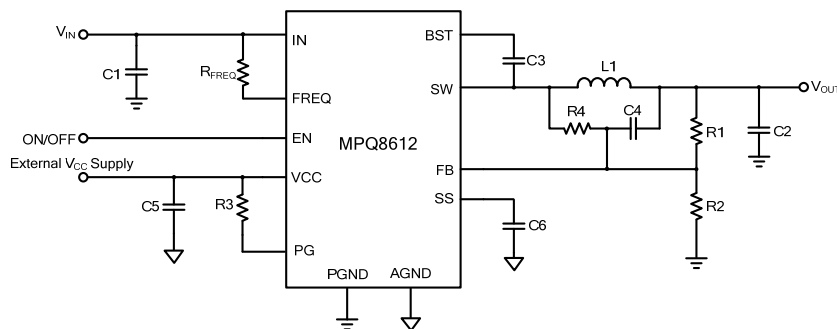 VIN
IN
BST
C1
RFREQ
C3
L1
FREQ
SW
VOUT
R4
C4
R1
C2
ON/OFF
EN
MPQ8612
External VCC Supply
VCC
FB
C5
R3
SS
R2
C6
PG
PGND
AGND